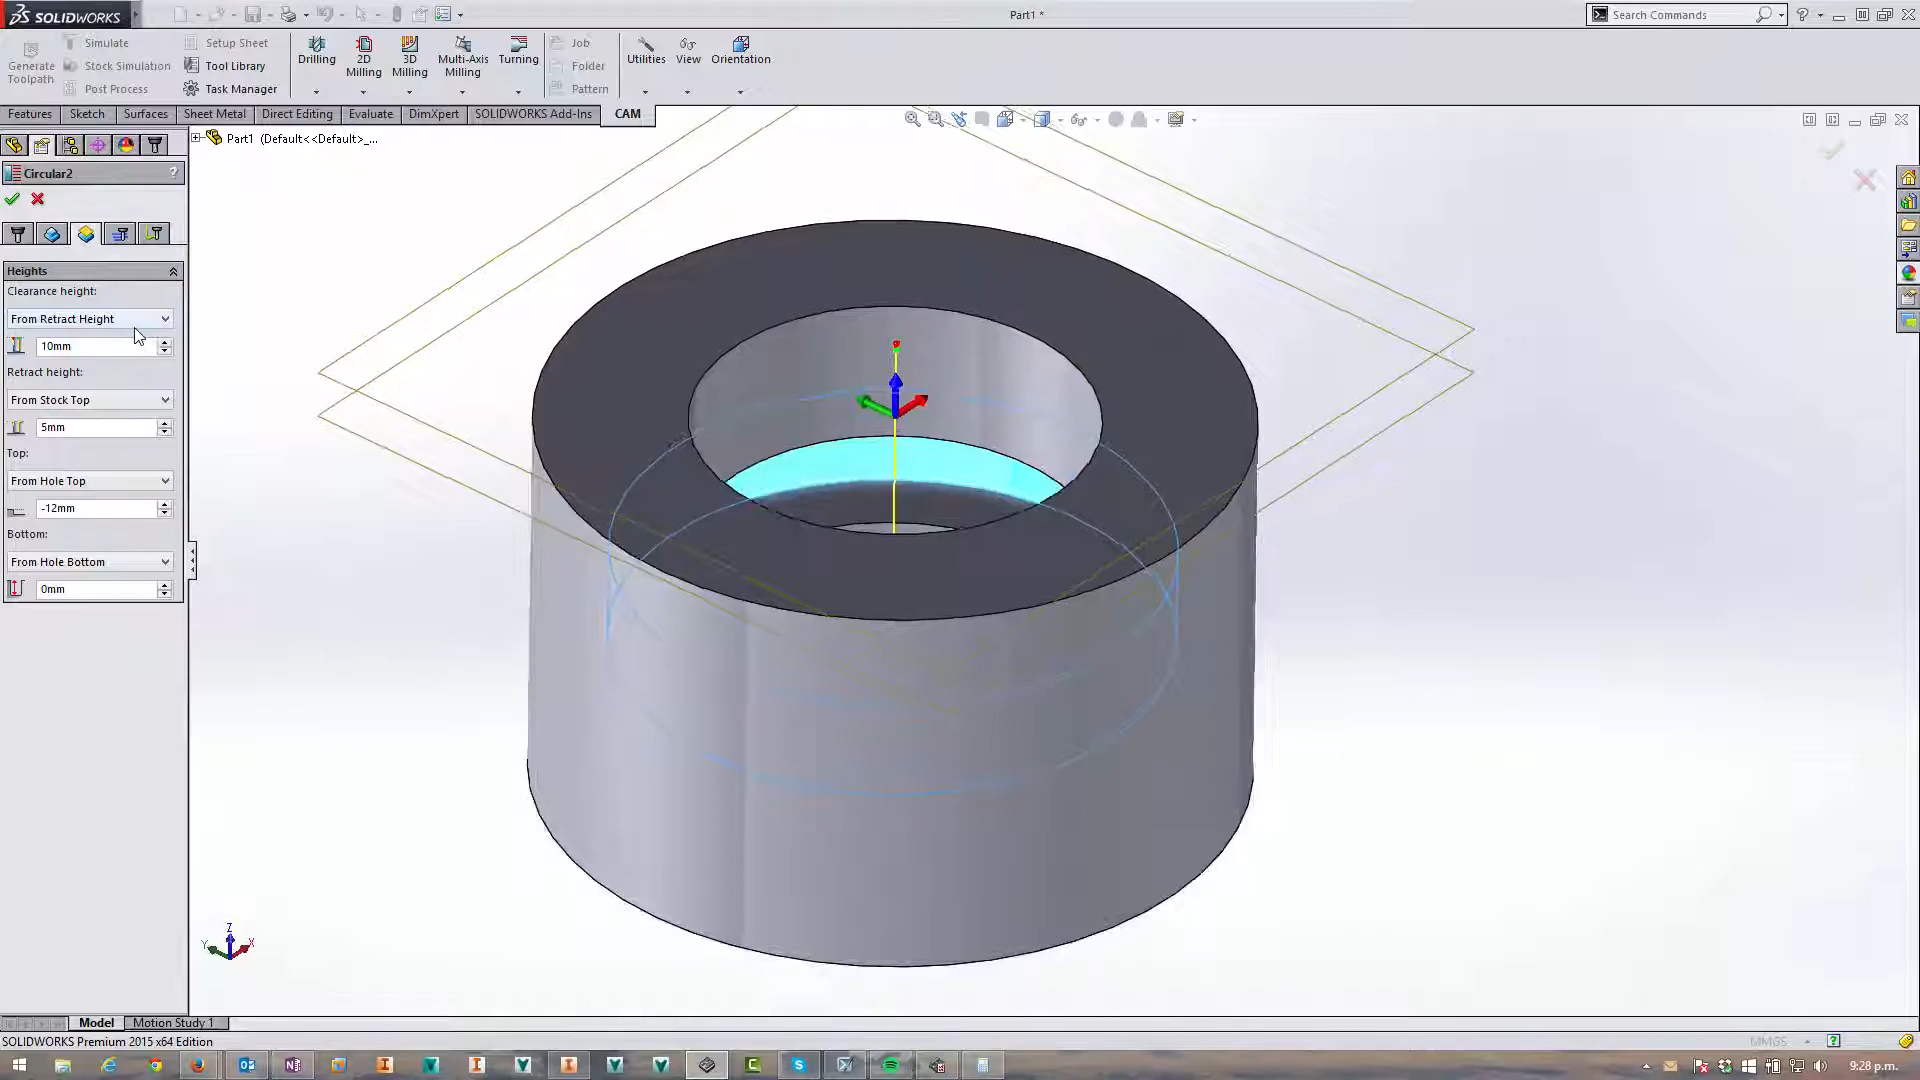 SOLIDWORKS
Part1 *
Search Commands
Generate Toolpath
Simulate
Stock Simulation
Post Process
Setup Sheet
Tool Library
Task Manager
Drilling
2D Milling
3D Milling
Multi-Axis Milling
Turning
Job
Folder
Pattern
Utilities
View
Orientation
Features
Sketch
Surfaces
Sheet Metal
Direct Editing
Evaluate
DimXpert
SOLIDWORKS Add-Ins
CAM
Part1 (Default<<Default>_...
Circular2
?
Heights
Clearance height:
From Retract Height
10mm
Retract height:
From Stock Top
5mm
Top:
From Hole Top
-12mm
Bottom:
From Hole Bottom
0mm
Z
Y
X
Model
Motion Study 1
SOLIDWORKS Premium 2015 x64 Edition
MMGS
9:28 p.m.